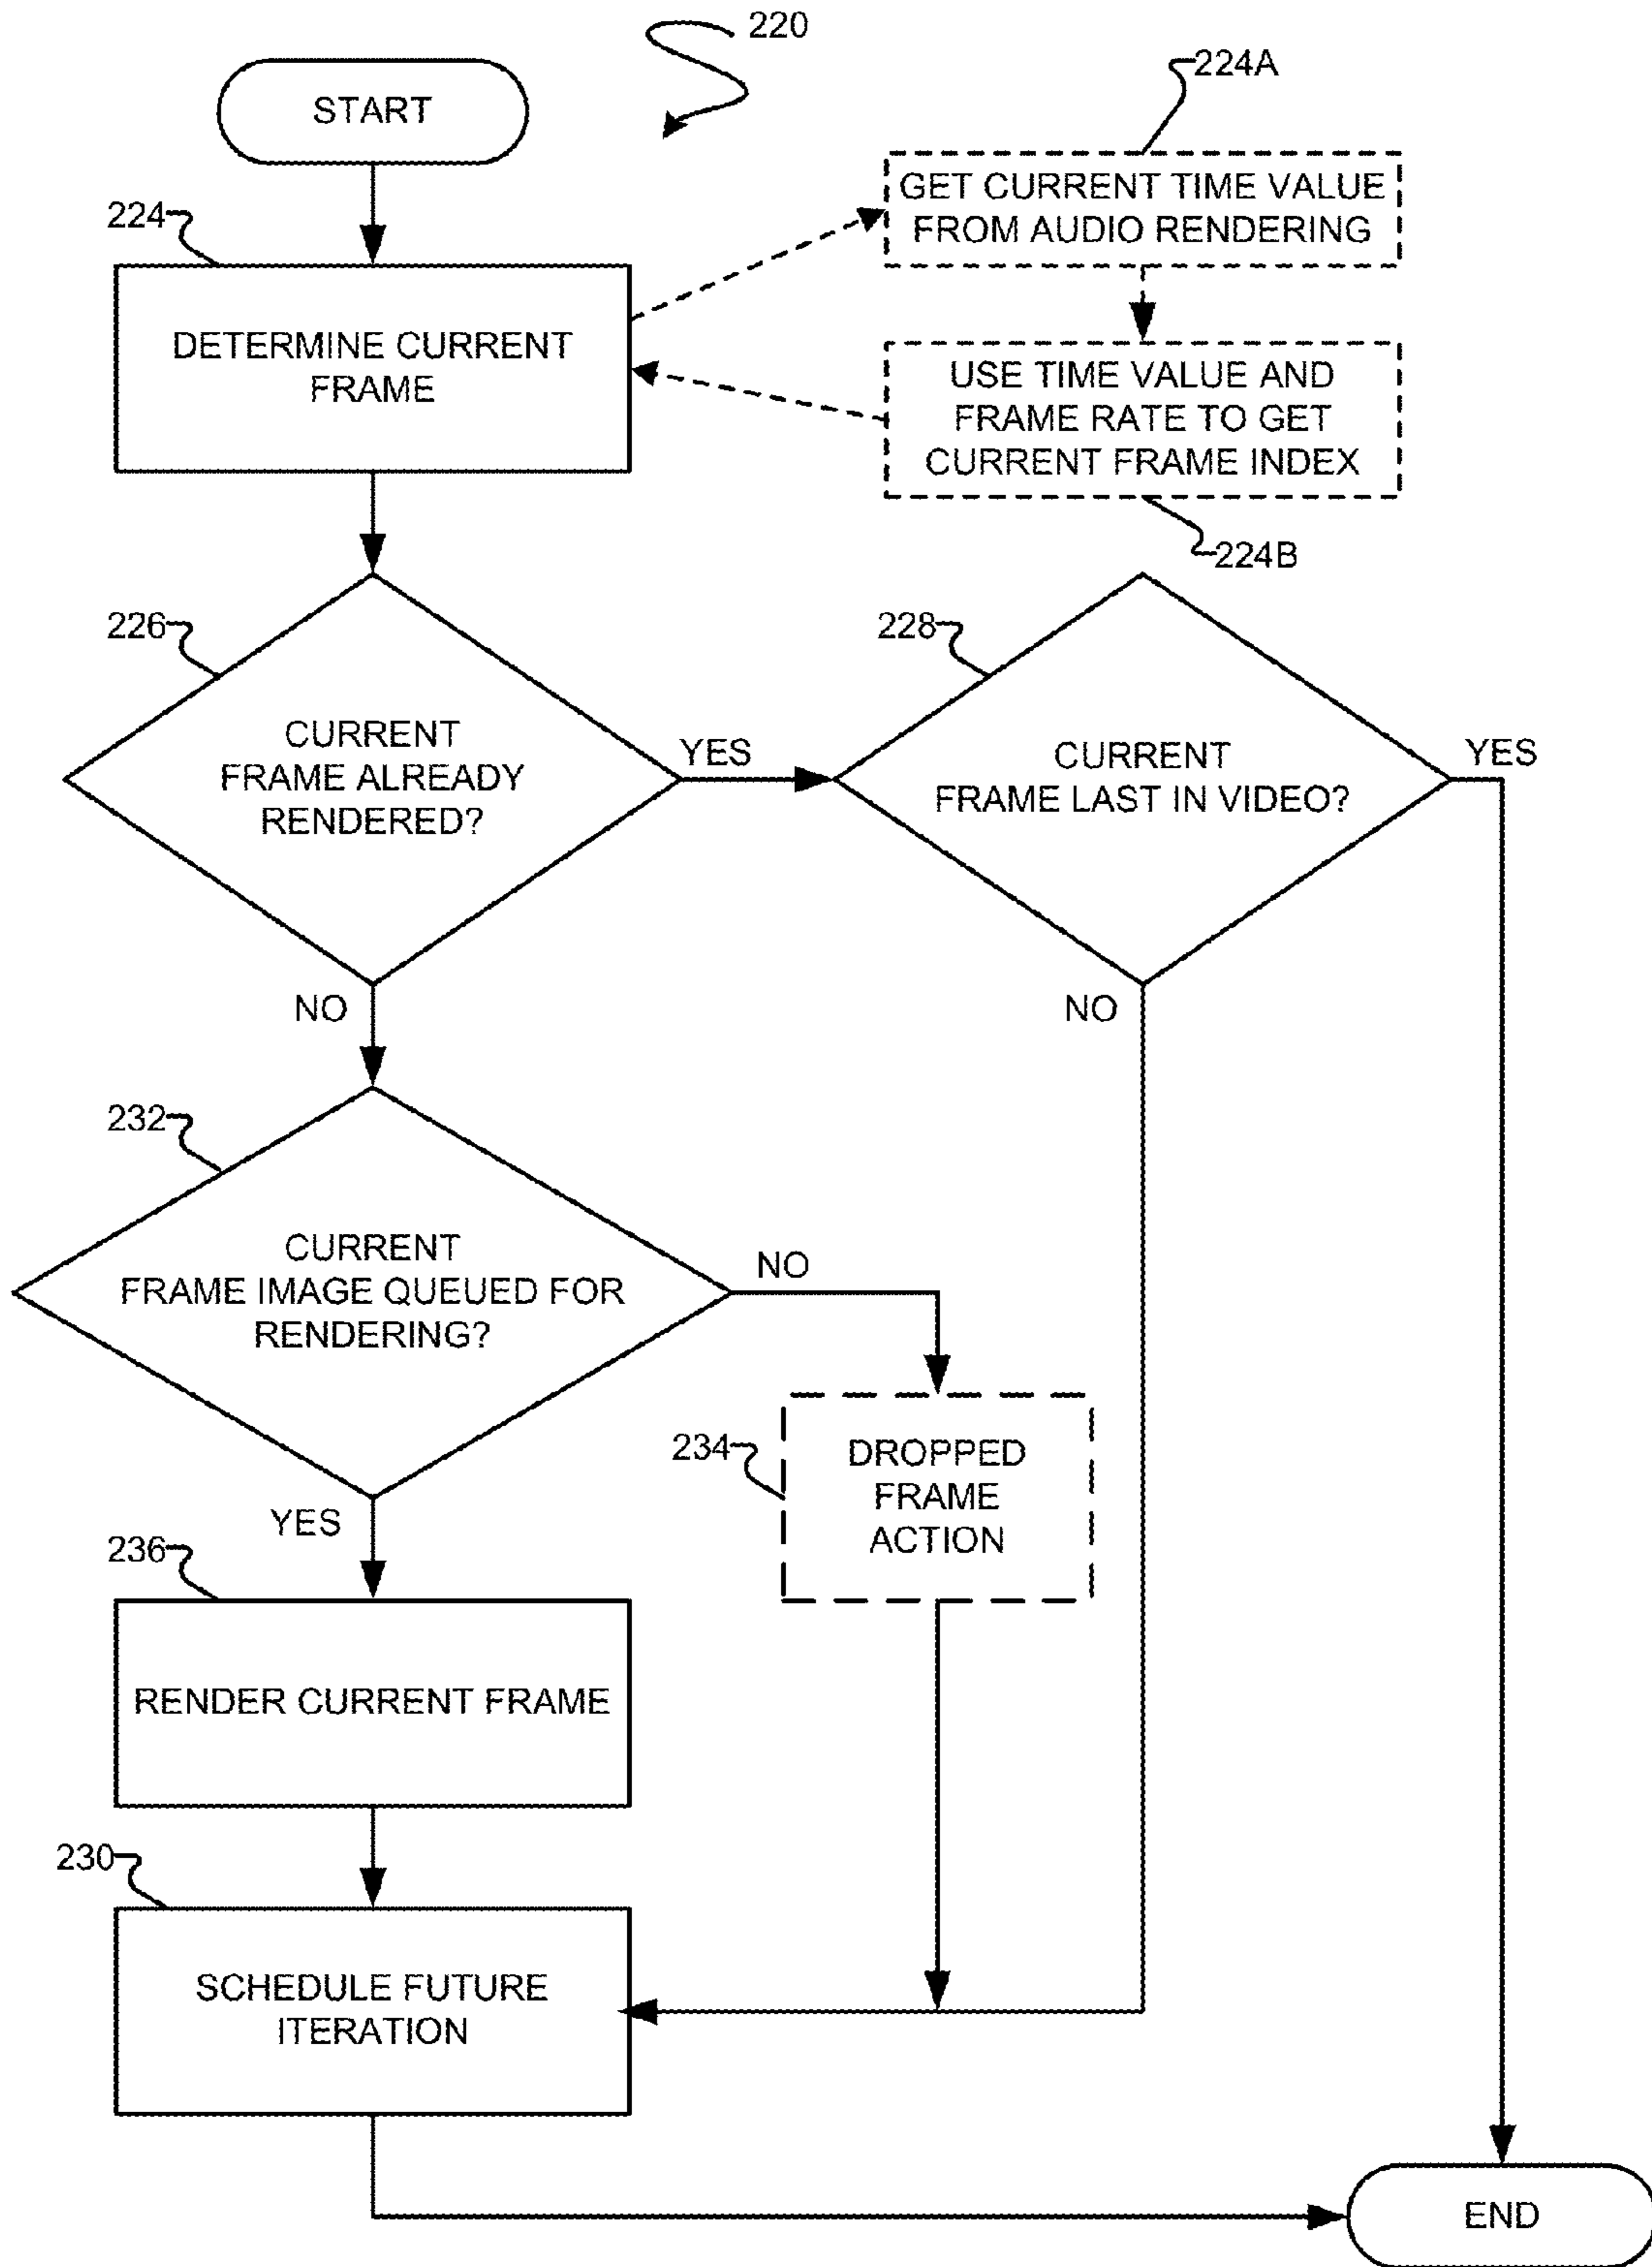 220
START
224A
GET CURRENT TIME VALUE
FROM AUDIO RENDERING
224
DETERMINE CURRENT
FRAME
USE TIME VALUE AND
FRAME RATE TO GET
CURRENT FRAME INDEX
224B
226
CURRENT
FRAME ALREADY
RENDERED?
YES
228
CURRENT
FRAME LAST IN VIDEO?
YES
NO
NO
232
CURRENT
FRAME IMAGE QUEUED FOR
RENDERING?
NO
234
DROPPED
FRAME
ACTION
YES
236
RENDER CURRENT FRAME
230
SCHEDULE FUTURE
ITERATION
END